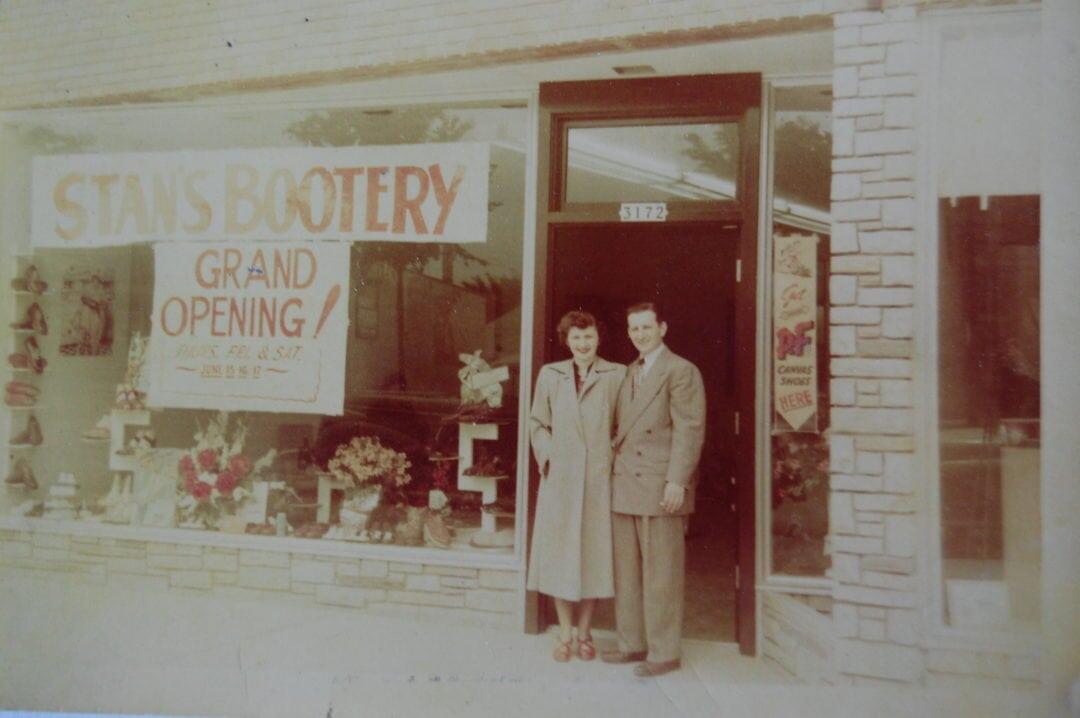 STAN'S BOOTERY
GRAND
OPENING!
THURS. FRI. & SAT.
JUNE 15 16 17
3172
Get
PF
CANVAS
SHOES
HERE